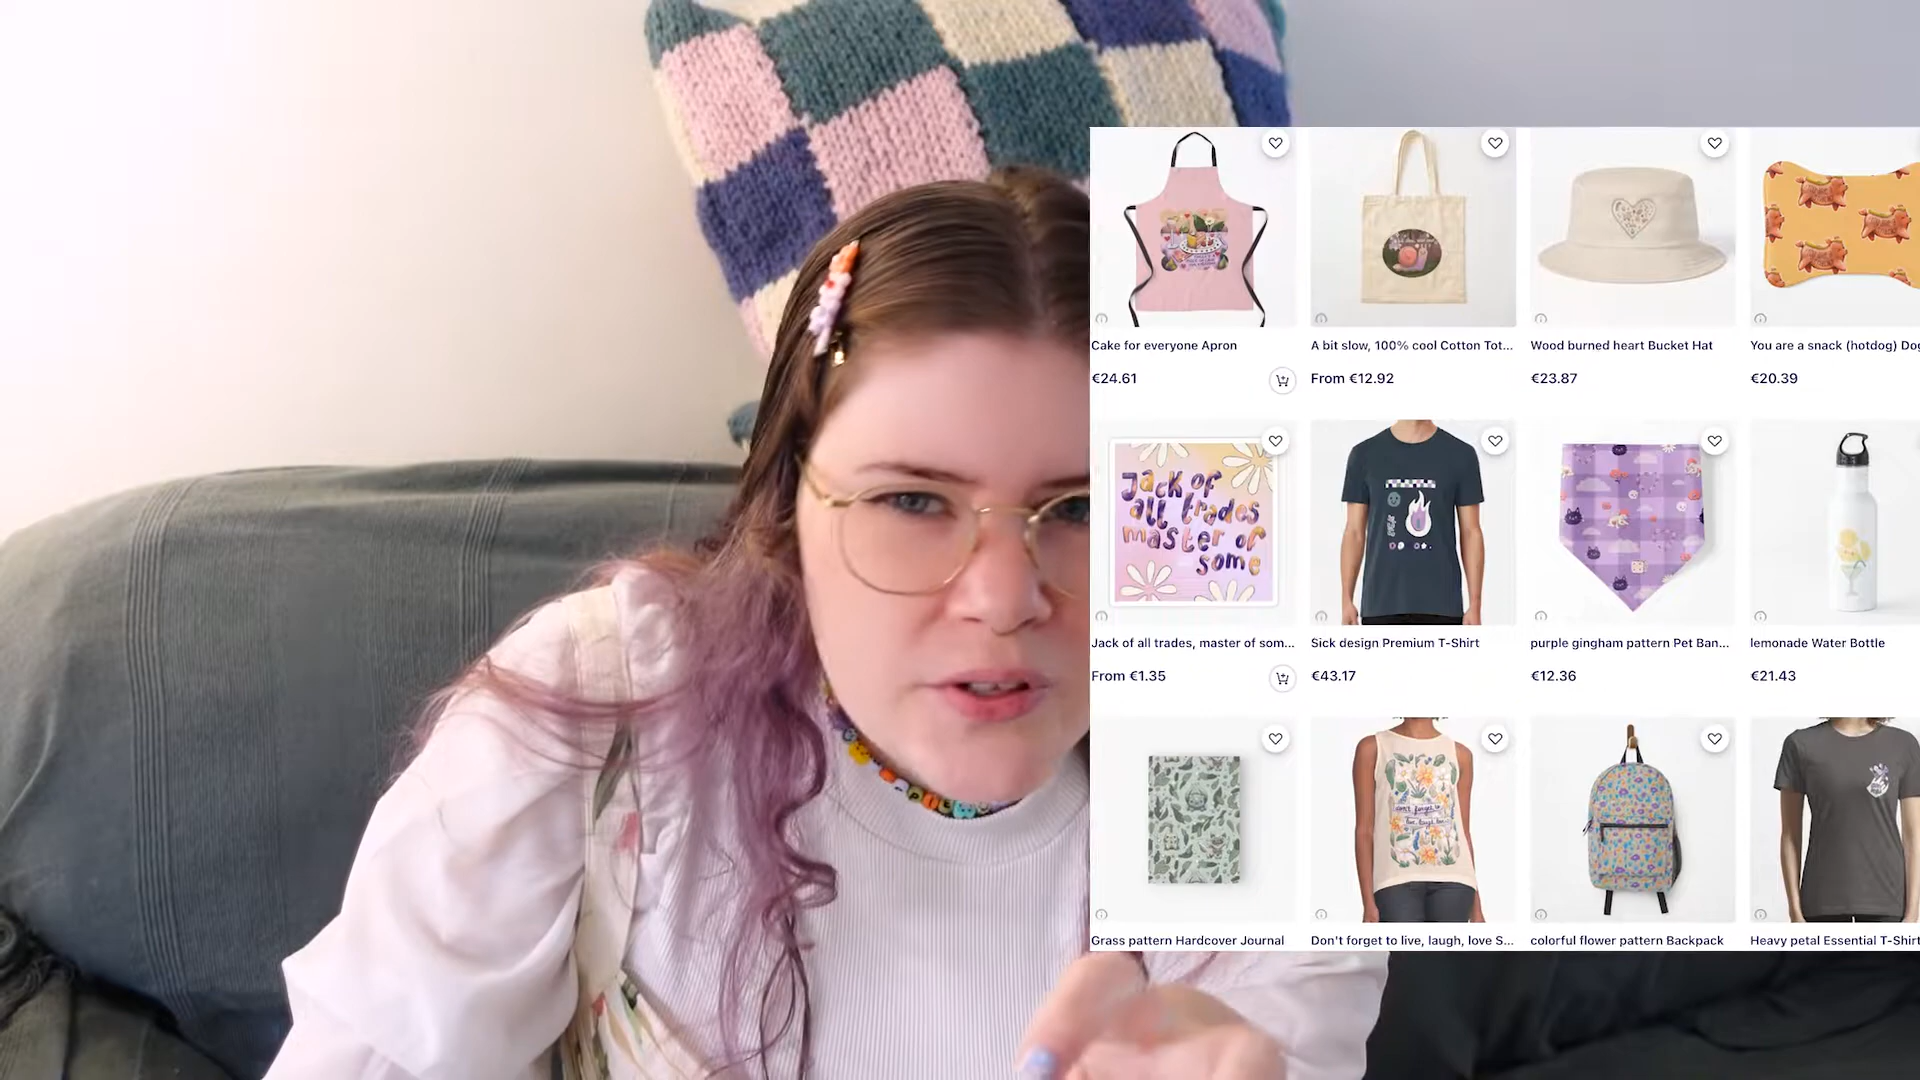 Cake for everyone Apron
A bit slow, 100% cool Cotton Tot...
Wood burned heart Bucket Hat
You are a snack (hotdog) Dog
€24.61
From €12.92
€23.87
€20.39
Jack of
all trades
master of
some
Jack of all trades, master of som...
Sick design Premium T-Shirt
purple gingham pattern Pet Ban...
lemonade Water Bottle
From €1.35
€43.17
€12.36
€21.43
Grass pattern Hardcover Journal
Don't forget to live, laugh, love S...
colorful flower pattern Backpack
Heavy petal Essential T-Shirt